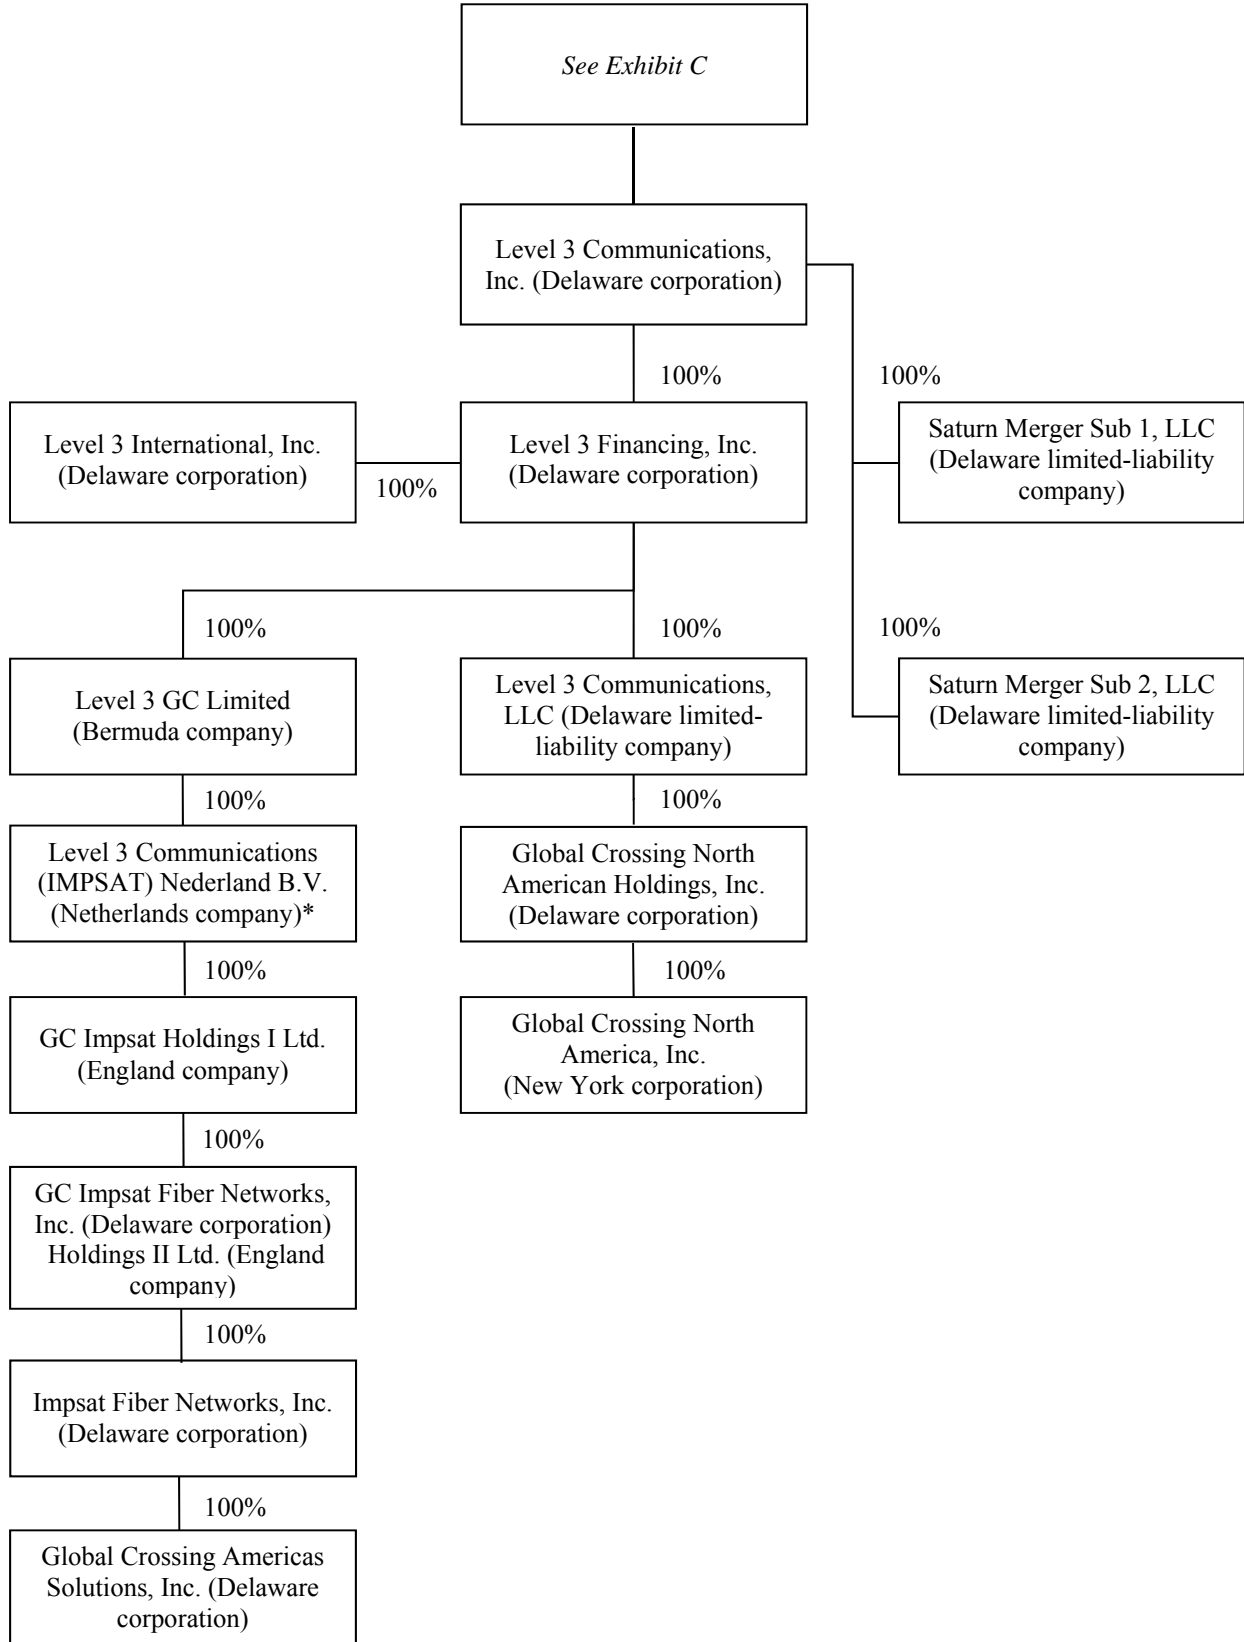 See Exhibit C
Level 3 Communications,
Inc. (Delaware corporation)
100%
100%
Level 3 International, Inc.
(Delaware corporation)
100%
Level 3 Financing, Inc.
(Delaware corporation)
Saturn Merger Sub 1, LLC
(Delaware limited-liability
company)
100%
100%
100%
Level 3 GC Limited
(Bermuda company)
Level 3 Communications,
LLC (Delaware limited-
liability company)
Saturn Merger Sub 2, LLC
(Delaware limited-liability
company)
100%
100%
Level 3 Communications
(IMPSAT) Nederland B.V.
(Netherlands company)*
Global Crossing North
American Holdings, Inc.
(Delaware corporation)
100%
100%
GC Impsat Holdings I Ltd.
(England company)
Global Crossing North
America, Inc.
(New York corporation)
100%
GC Impsat Fiber Networks,
Inc. (Delaware corporation)
Holdings II Ltd. (England
company)
100%
Impsat Fiber Networks, Inc.
(Delaware corporation)
100%
Global Crossing Americas
Solutions, Inc. (Delaware
corporation)